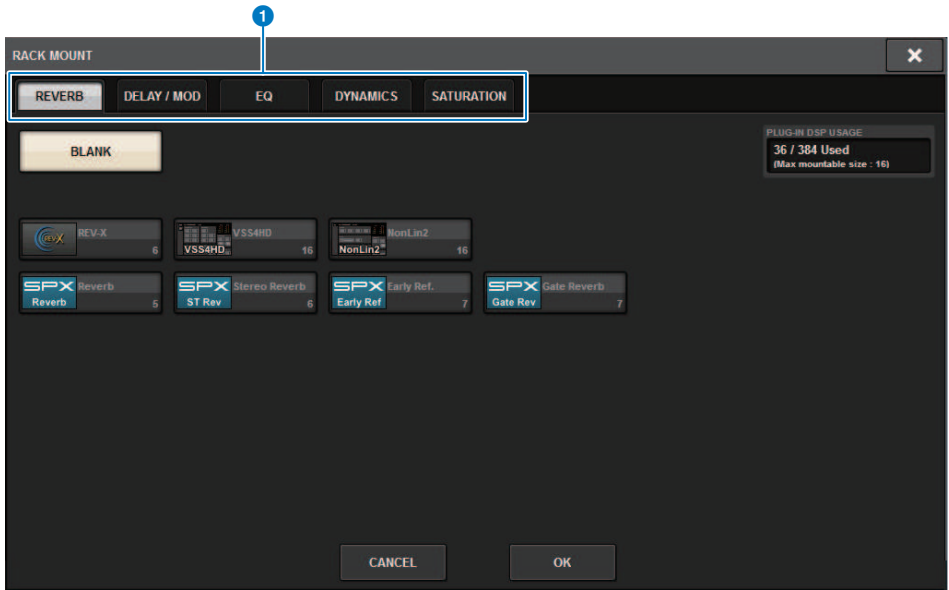 1
RACK MOUNT
REVERB DELAY / MOD EQ DYNAMICS SATURATION
BLANK
PLUG-IN DSP USAGE
36 / 384 Used
(Max mountable size : 16)
REVX REV-X 6
VSS4HD VSS4HD 16
NonLin2 NonLin2 16
SPX Reverb Reverb 5
SPX ST Rev Stereo Reverb 6
SPX Early Ref Early Ref. 7
SPX Gate Rev Gate Reverb 7
CANCEL OK